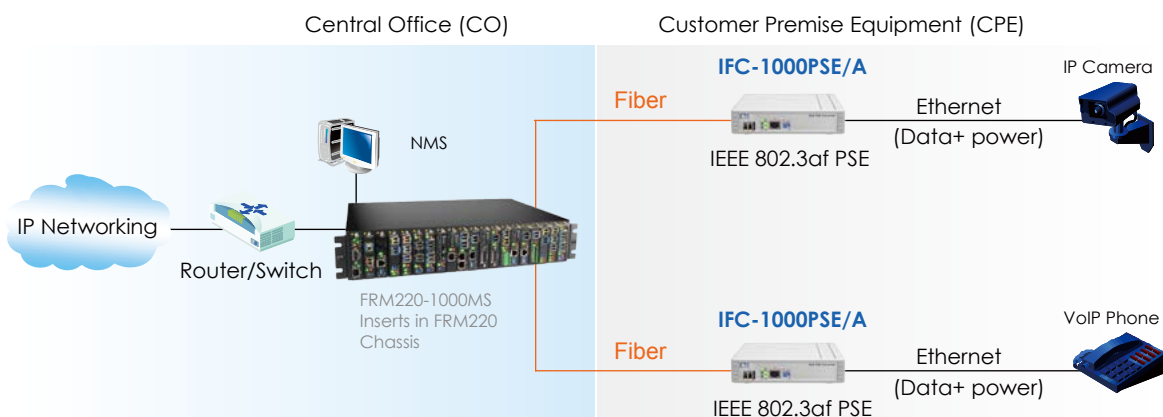 Central Office (CO)
Customer Premise Equipment (CPE)
IFC-1000PSE/A
IP Camera
Fiber
Ethernet
(Data+ power)
NMS
IEEE 802.3af PSE
IP Networking
Router/Switch
FRM220-1000MS
Inserts in FRM220
Chassis
IFC-1000PSE/A
VoIP Phone
Fiber
Ethernet
(Data+ power)
IEEE 802.3af PSE